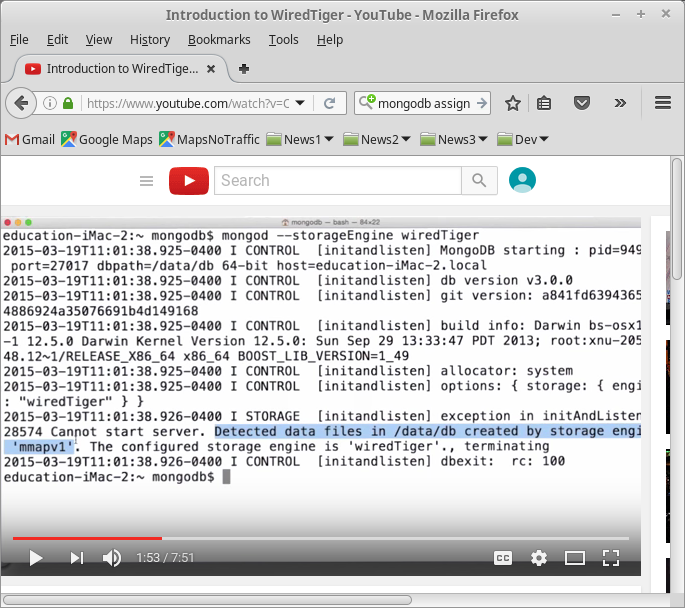 Introduction to WiredTiger - YouTube - Mozilla Firefox
File Edit View History Bookmarks Tools Help
Introduction to WiredTige...
https://www.youtube.com/watch?v=C
mongodb assign
Gmail Google Maps MapsNoTraffic News1 News2 News3 Dev
Search
mongodb — bash — 84×22
education-iMac-2:~ mongodb$ mongod --storageEngine wiredTiger
2015-03-19T11:01:38.925-0400 I CONTROL [initandlisten] MongoDB starting : pid=949
port=27017 dbpath=/data/db 64-bit host=education-iMac-2.local
2015-03-19T11:01:38.925-0400 I CONTROL [initandlisten] db version v3.0.0
2015-03-19T11:01:38.925-0400 I CONTROL [initandlisten] git version: a841fd6394365
4886924a35076691b4d149168
2015-03-19T11:01:38.925-0400 I CONTROL [initandlisten] build info: Darwin bs-osx1
-1 12.5.0 Darwin Kernel Version 12.5.0: Sun Sep 29 13:33:47 PDT 2013; root:xnu-205
48.12~1/RELEASE_X86_64 x86_64 BOOST_LIB_VERSION=1_49
2015-03-19T11:01:38.925-0400 I CONTROL [initandlisten] allocator: system
2015-03-19T11:01:38.925-0400 I CONTROL [initandlisten] options: { storage: { engi
: "wiredTiger" } }
2015-03-19T11:01:38.926-0400 I STORAGE [initandlisten] exception in initAndListen
28574 Cannot start server. Detected data files in /data/db created by storage engi
'mmapv1'. The configured storage engine is 'wiredTiger'., terminating
2015-03-19T11:01:38.926-0400 I CONTROL [initandlisten] dbexit: rc: 100
education-iMac-2:~ mongodb$
1:53 / 7:51
CC